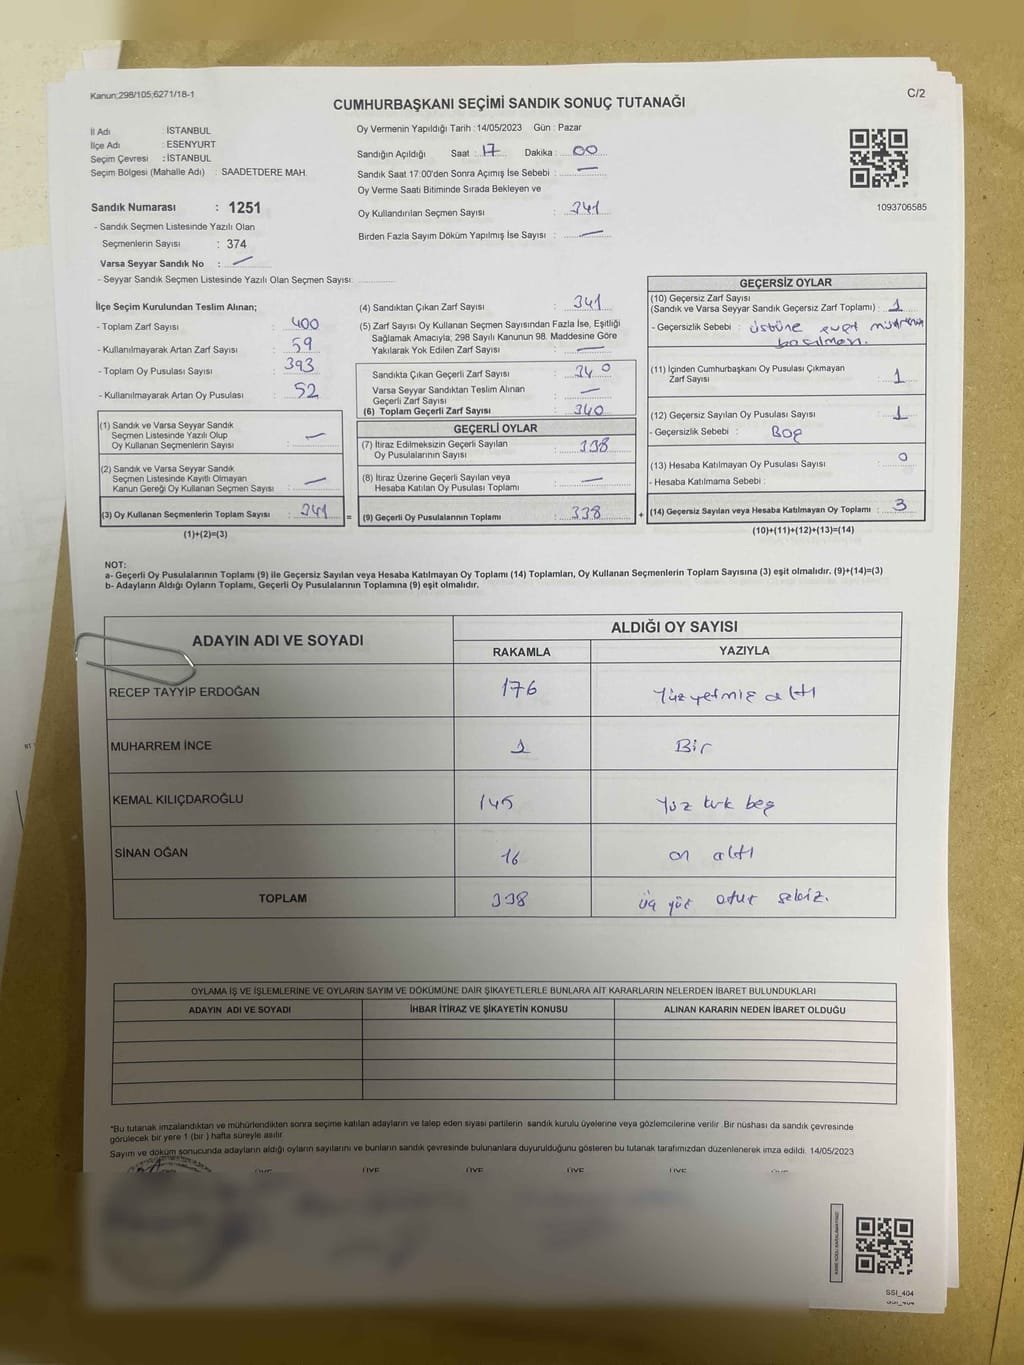 Kanun;298/105;6271/18-1
C/2
CUMHURBAŞKANI SEÇİMİ SANDIK SONUÇ TUTANAĞI
İl Adı : İSTANBUL
İlçe Adı : ESENYURT
Seçim Çevresi : İSTANBUL
Seçim Bölgesi (Mahalle Adı) : SAADETDERE MAH.
Sandık Numarası : 1251
- Sandık Seçmen Listesinde Yazılı Olan
Seçmenlerin Sayısı : 374
Varsa Seyyar Sandık No : —
- Seyyar Sandık Seçmen Listesinde Yazılı Olan Seçmen Sayısı:
Oy Vermenin Yapıldığı Tarih : 14/05/2023 Gün : Pazar
Sandığın Açıldığı Saat : 17 Dakika : 00
Sandık Saat 17:00'den Sonra Açımış İse Sebebi : —
Oy Verme Saati Bitiminde Sırada Bekleyen ve
Oy Kullandırılan Seçmen Sayısı : 341
Birden Fazla Sayım Döküm Yapılmış İse Sayısı : —
1093706585
İlçe Seçim Kurulundan Teslim Alınan;
- Toplam Zarf Sayısı : 400
- Kullanılmayarak Artan Zarf Sayısı : 59
- Toplam Oy Pusulası Sayısı : 393
- Kullanılmayarak Artan Oy Pusulası : 52
(1) Sandık ve Varsa Seyyar Sandık
Seçmen Listesinde Yazılı Olup
Oy Kullanan Seçmenlerin Sayısı : —
(2) Sandık ve Varsa Seyyar Sandık
Seçmen Listesinde Kayıtlı Olmayan
Kanun Gereği Oy Kullanan Seçmen Sayısı : —
(3) Oy Kullanan Seçmenlerin Toplam Sayısı : 341 =
(1)+(2)=(3)
(4) Sandıktan Çıkan Zarf Sayısı : 341
(5) Zarf Sayısı Oy Kullanan Seçmen Sayısından Fazla İse, Eşitliği
Sağlamak Amacıyla; 298 Sayılı Kanunun 98. Maddesine Göre
Yakılarak Yok Edilen Zarf Sayısı : —
Sandıkta Çıkan Geçerli Zarf Sayısı : 340
Varsa Seyyar Sandıktan Teslim Alınan
Geçerli Zarf Sayısı : —
(6) Toplam Geçerli Zarf Sayısı : 340
GEÇERLİ OYLAR
(7) İtiraz Edilmeksizin Geçerli Sayılan
Oy Pusulalarının Sayısı : 338
(8) İtiraz Üzerine Geçerli Sayılan veya
Hesaba Katılan Oy Pusulası Toplamı : —
(9) Geçerli Oy Pusulalarının Toplamı : 338 +
GEÇERSİZ OYLAR
(10) Geçersiz Zarf Sayısı
(Sandık ve Varsa Seyyar Sandık Geçersiz Zarf Toplamı) : 1
- Geçersizlik Sebebi : üstüne evet
(11) İçinden Cumhurbaşkanı Oy Pusulası Çıkmayan
Zarf Sayısı : 1
(12) Geçersiz Sayılan Oy Pusulası Sayısı : 1
- Geçersizlik Sebebi : Boş
(13) Hesaba Katılmayan Oy Pusulası Sayısı : 0
- Hesaba Katılmama Sebebi :
(14) Geçersiz Sayılan veya Hesaba Katılmayan Oy Toplamı : 3
(10)+(11)+(12)+(13)=(14)
NOT:
a- Geçerli Oy Pusulalarının Toplamı (9) ile Geçersiz Sayılan veya Hesaba Katılmayan Oy Toplamı (14) Toplamları, Oy Kullanan Seçmenlerin Toplam Sayısına (3) eşit olmalıdır. (9)+(14)=(3)
b- Adayların Aldığı Oyların Toplamı, Geçerli Oy Pusulalarının Toplamına (9) eşit olmalıdır.
ADAYIN ADI VE SOYADI
ALDIĞI OY SAYISI
RAKAMLA YAZIYLA
RECEP TAYYİP ERDOĞAN 176 Yüz yetmiş altı
MUHARREM İNCE 1 Bir
KEMAL KILIÇDAROĞLU 145 Yüz kırk beş
SİNAN OĞAN 16 on altı
TOPLAM 338 üç yüz otuz sekiz.
OYLAMA İŞ VE İŞLEMLERİNE VE OYLARIN SAYIM VE DÖKÜMÜNE DAİR ŞİKAYETLERLE BUNLARA AİT KARARLARIN NELERDEN İBARET BULUNDUKLARI
ADAYIN ADI VE SOYADI İHBAR İTİRAZ VE ŞİKAYETİN KONUSU ALINAN KARARIN NEDEN İBARET OLDUĞU
*Bu tutanak imzalandıktan ve mühürlendikten sonra seçime katılan adayların ve talep eden siyasi partilerin sandık kurulu üyelerine veya gözlemcilerine verilir. Bir nüshası da sandık çevresinde
görülecek bir yere 1 (bir ) hafta süreyle asılır.
Sayım ve döküm sonucunda adayların aldığı oyların sayılarını ve bunların sandık çevresinde bulunanlara duyurulduğunu gösteren bu tutanak tarafımızdan düzenlenerek imza edildi. 14/05/2023
ÜYE ÜYE ÜYE ÜYE ÜYE
SSI_404